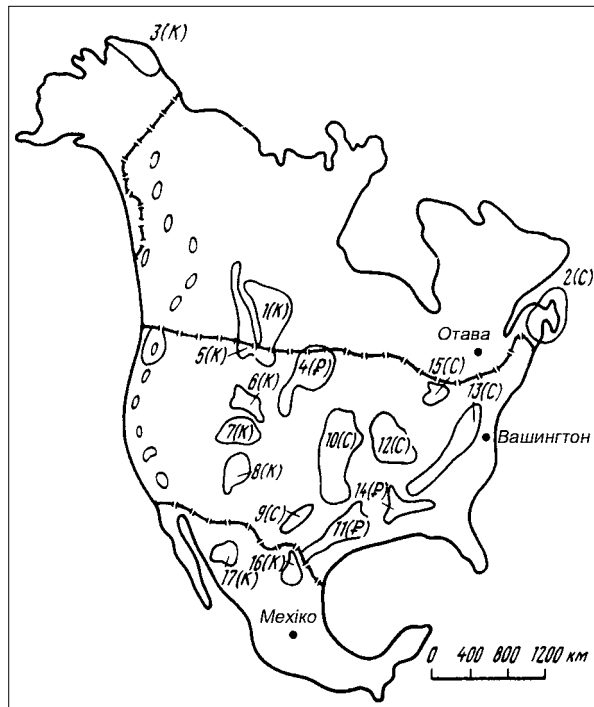 3(К)
2(С)
1(К)
Отава
5(К)
15(С)
4(₽)
13(С)
6(К)
7(К)
10(С)
12(С)
Вашингтон
8(К)
14(₽)
9(С)
11(₽)
16(К)
17(К)
Мехіко
0 400 800 1200 км